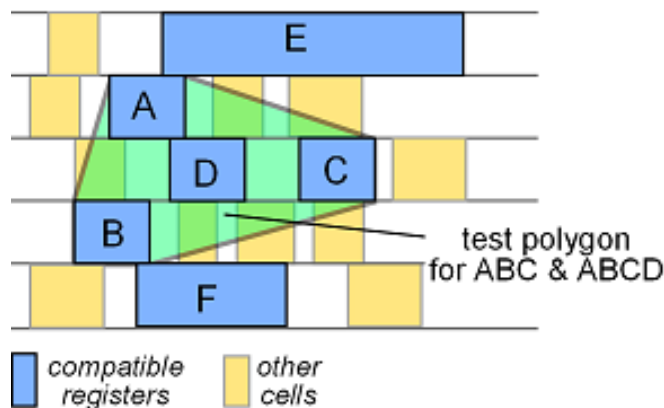 E
A
D
C
B
test polygon
for ABC & ABCD
F
compatible
registers
other
cells